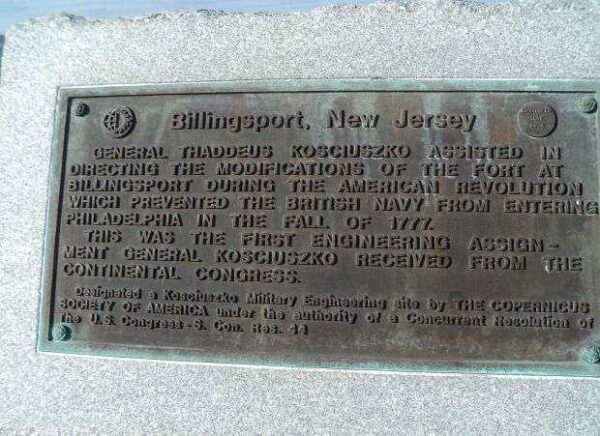 Billingsport, New Jersey
GENERAL THADDEUS KOSCIUSZKO ASSISTED IN
DIRECTING THE MODIFICATIONS OF THE FORT AT
BILLINGSPORT DURING THE AMERICAN REVOLUTION
WHICH PREVENTED THE BRITISH NAVY FROM ENTERING
PHILADELPHIA IN THE FALL OF 1777.
THIS WAS THE FIRST ENGINEERING ASSIGN-
MENT GENERAL KOSCIUSZKO RECEIVED FROM THE
CONTINENTAL CONGRESS.
Designated a Kosciuszko Military Engineering site by THE COPERNICUS
SOCIETY OF AMERICA under the authority of a Concurrent Resolution of
the U.S. Congress - S. Con. Res. 44